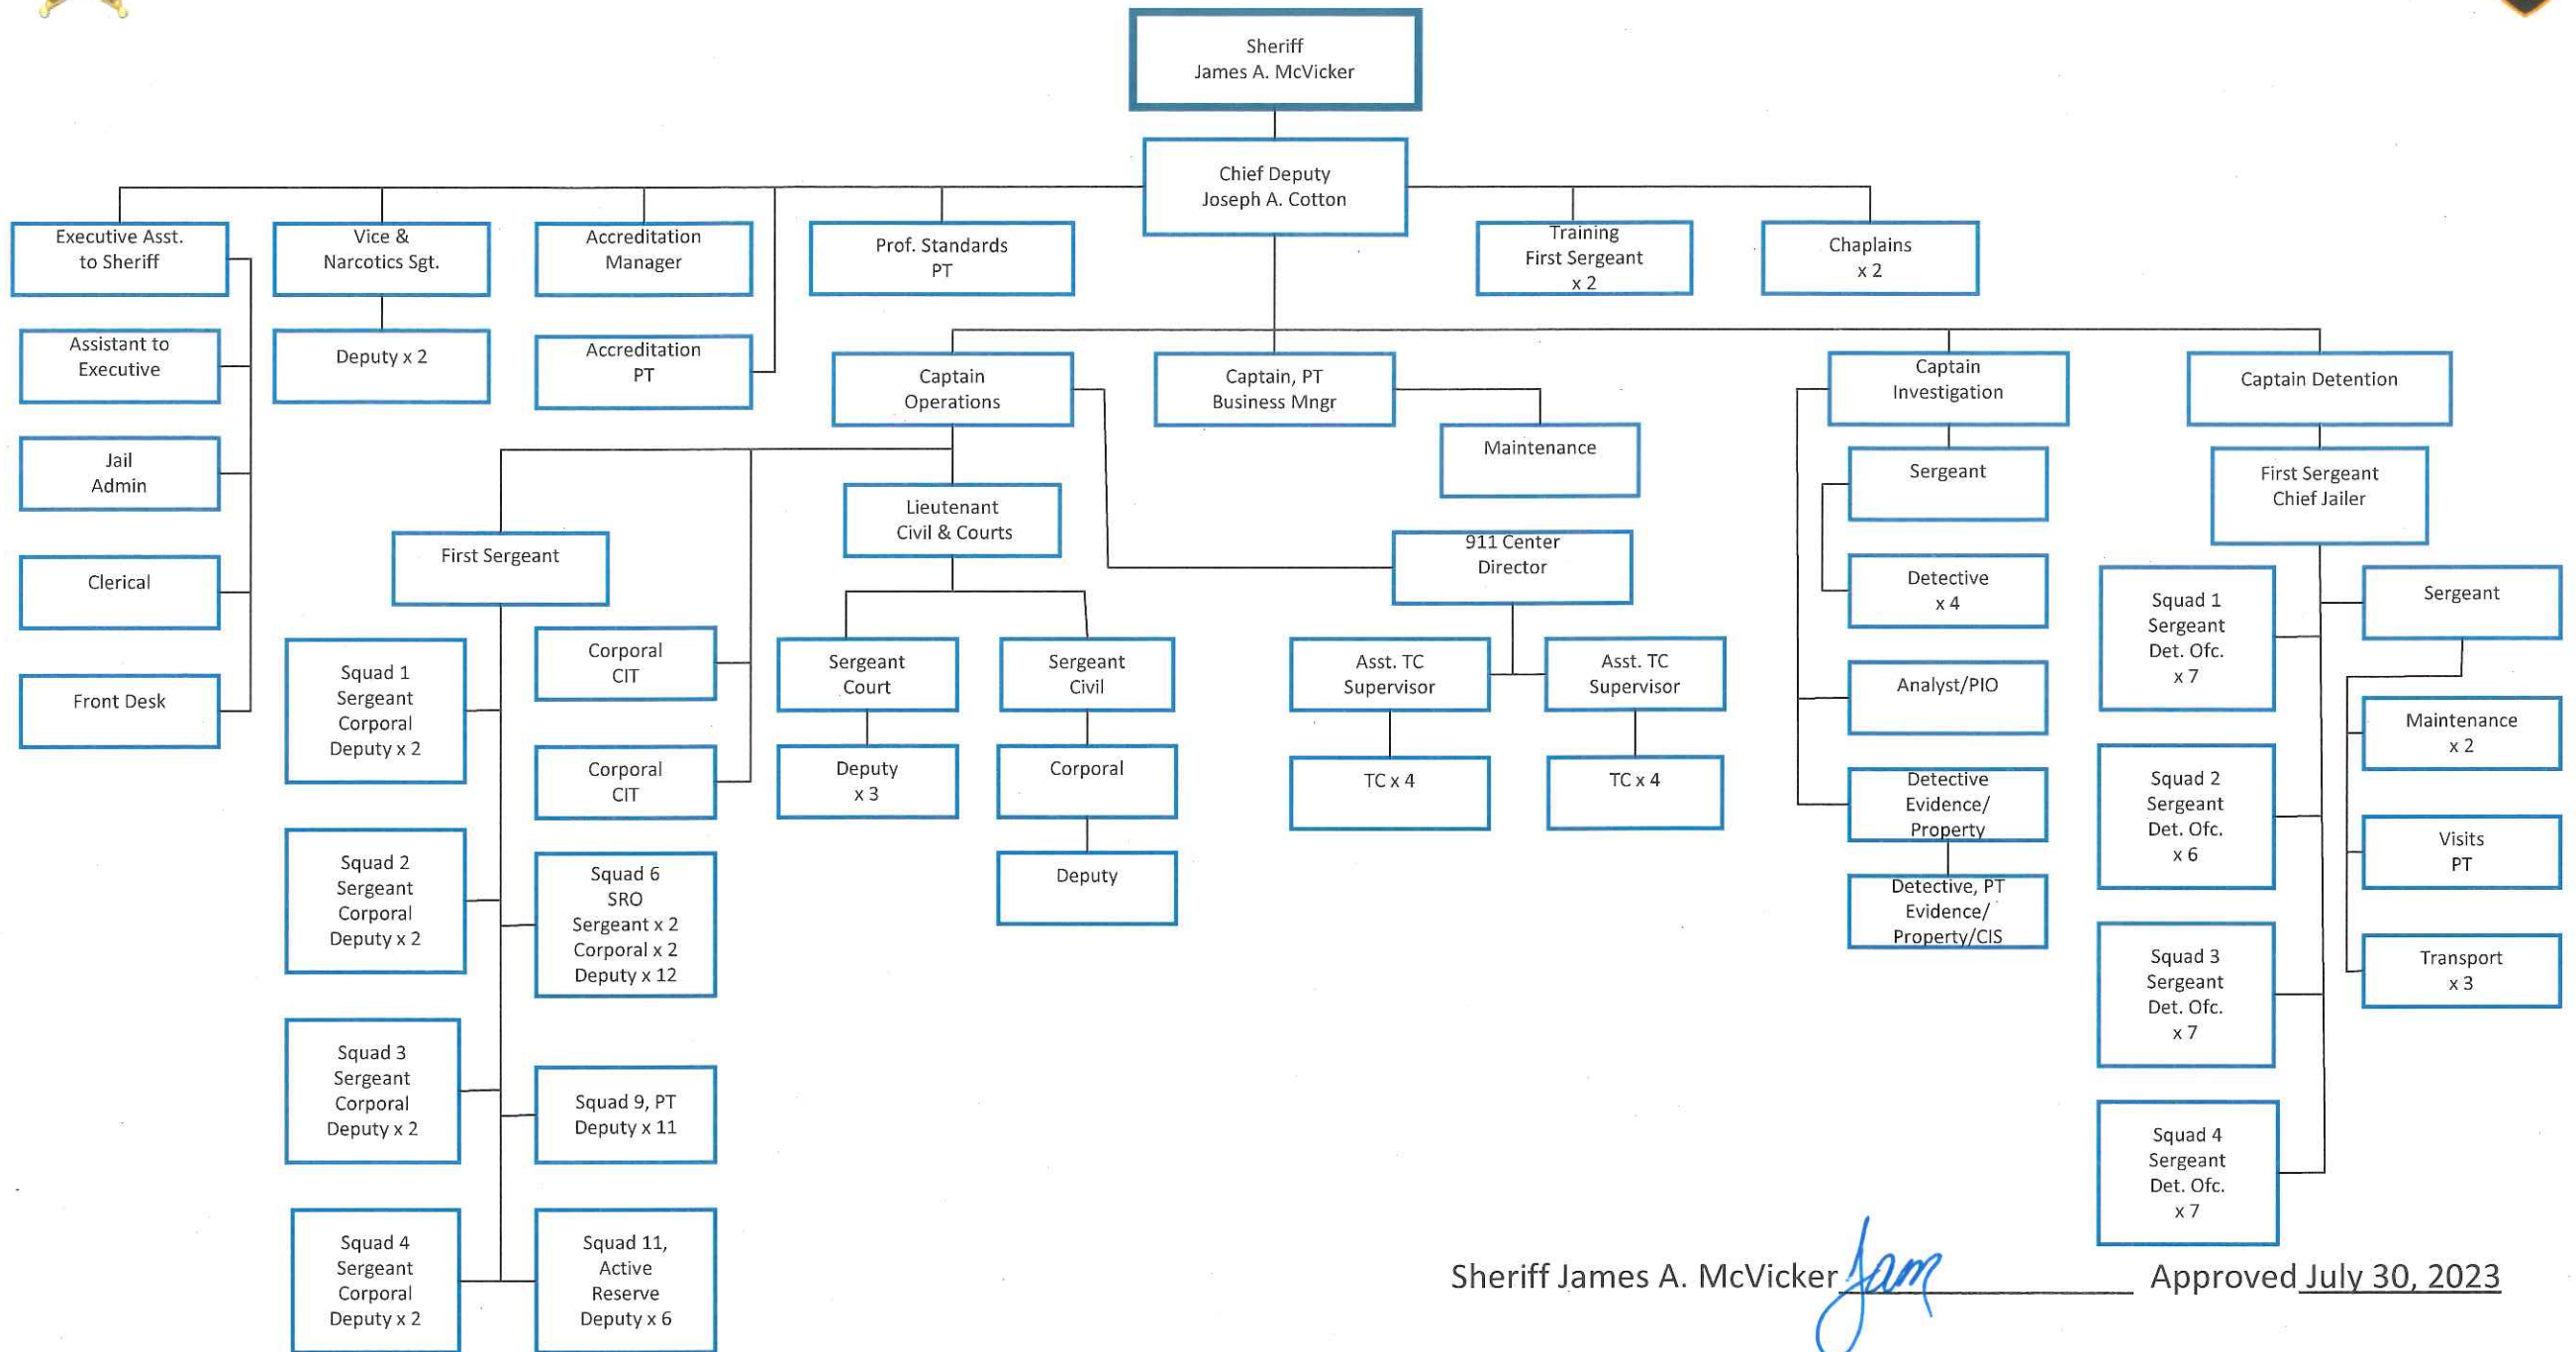 Sheriff
James A. McVicker
Chief Deputy
Joseph A. Cotton
Executive Asst.
to Sheriff
Vice &
Narcotics Sgt.
Accreditation
Manager
Prof. Standards
PT
Training
First Sergeant
x 2
Chaplains
x 2
Assistant to
Executive
Deputy x 2
Accreditation
PT
Captain
Operations
Captain, PT
Business Mngr
Captain
Investigation
Captain Detention
Jail
Admin
Maintenance
Sergeant
First Sergeant
Chief Jailer
Lieutenant
Civil & Courts
First Sergeant
911 Center
Director
Clerical
Detective
x 4
Squad 1
Sergeant
Det. Ofc.
x 7
Sergeant
Front Desk
Squad 1
Sergeant
Corporal
Deputy x 2
Corporal
CIT
Sergeant
Court
Sergeant
Civil
Asst. TC
Supervisor
Asst. TC
Supervisor
Analyst/PIO
Maintenance
x 2
Corporal
CIT
Deputy
x 3
Corporal
TC x 4
TC x 4
Detective
Evidence/
Property
Squad 2
Sergeant
Det. Ofc.
x 6
Visits
PT
Squad 2
Sergeant
Corporal
Deputy x 2
Squad 6
SRO
Sergeant x 2
Corporal x 2
Deputy x 12
Deputy
Detective, PT
Evidence/
Property/CIS
Squad 3
Sergeant
Det. Ofc.
x 7
Transport
x 3
Squad 3
Sergeant
Corporal
Deputy x 2
Squad 9, PT
Deputy x 11
Squad 4
Sergeant
Det. Ofc.
x 7
Squad 4
Sergeant
Corporal
Deputy x 2
Squad 11,
Active
Reserve
Deputy x 6
Sheriff James A. McVicker Jam Approved July 30, 2023